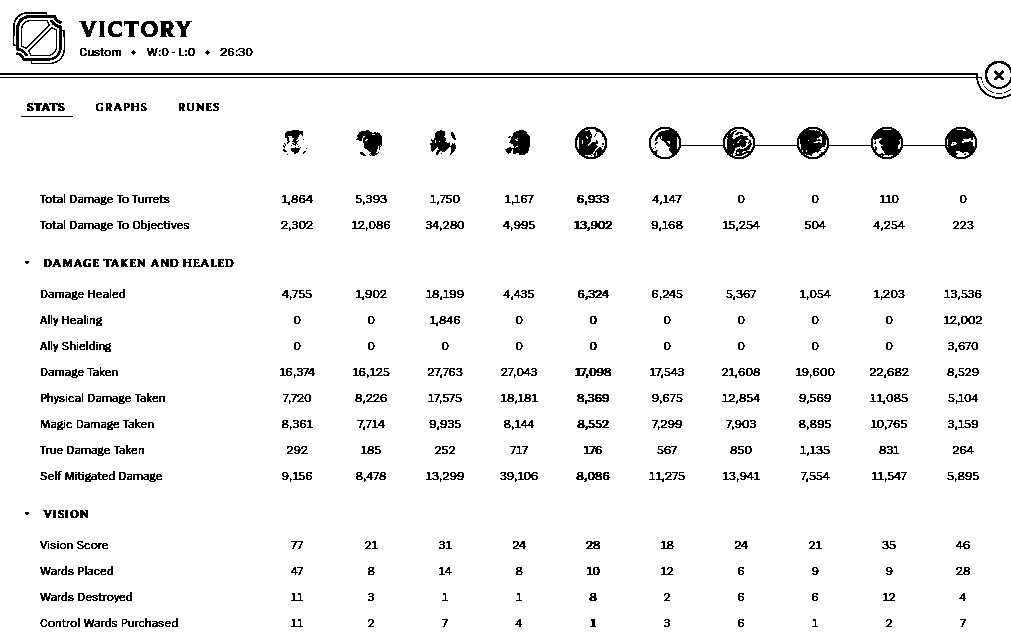 VICTORY
Custom • W:0 - L:0 • 26:30
STATS GRAPHS RUNES
Total Damage To Turrets 1,864 5,393 1,750 1,167 6,933 4,147 0 0 110 0
Total Damage To Objectives 2,302 12,086 34,280 4,995 13,902 9,168 15,254 504 4,254 223
DAMAGE TAKEN AND HEALED
Damage Healed 4,755 1,902 18,199 4,435 6,324 6,245 5,367 1,054 1,203 13,536
Ally Healing 0 0 1,846 0 0 0 0 0 0 12,002
Ally Shielding 0 0 0 0 0 0 0 0 0 3,670
Damage Taken 16,374 16,125 27,763 27,043 17,098 17,543 21,608 19,600 22,682 8,529
Physical Damage Taken 7,720 8,226 17,575 18,181 8,369 9,675 12,854 9,569 11,085 5,104
Magic Damage Taken 8,361 7,714 9,935 8,144 8,552 7,299 7,903 8,895 10,765 3,159
True Damage Taken 292 185 252 717 176 567 850 1,135 831 264
Self Mitigated Damage 9,156 8,478 13,299 39,106 8,086 11,275 13,941 7,554 11,547 5,895
VISION
Vision Score 77 21 31 24 28 18 24 21 35 46
Wards Placed 47 8 14 8 10 12 6 9 9 28
Wards Destroyed 11 3 1 1 8 2 6 6 12 4
Control Wards Purchased 11 2 7 4 1 3 6 1 2 7